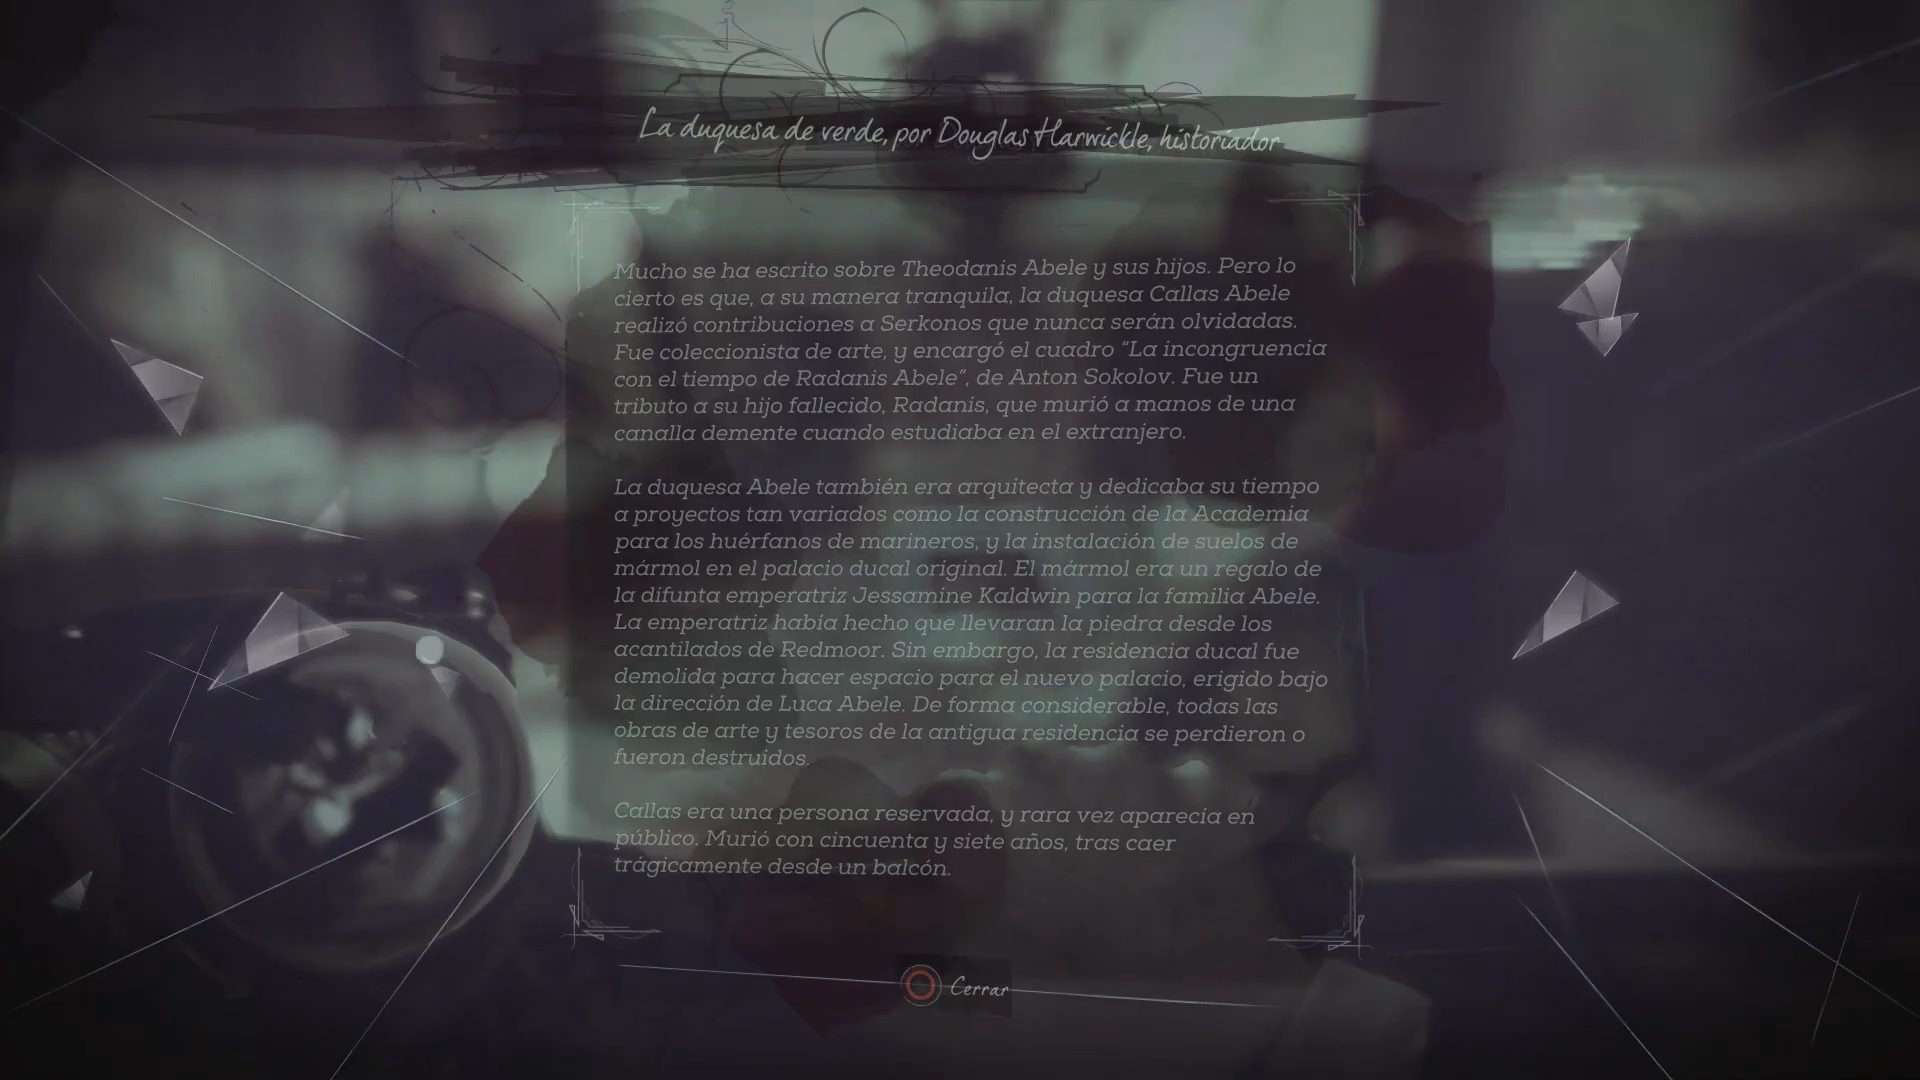 La duquesa de verde, por Douglas Harwickle, historiador
Mucho se ha escrito sobre Theodanis Abele y sus hijos. Pero lo
cierto es que, a su manera tranquila, la duquesa Callas Abele
realizó contribuciones a Serkonos que nunca serán olvidadas.
Fue coleccionista de arte, y encargó el cuadro “La incongruencia
con el tiempo de Radanis Abele”, de Anton Sokolov. Fue un
tributo a su hijo fallecido, Radanis, que murió a manos de una
canalla demente cuando estudiaba en el extranjero.
La duquesa Abele también era arquitecta y dedicaba su tiempo
a proyectos tan variados como la construcción de la Academia
para los huérfanos de marineros, y la instalación de suelos de
mármol en el palacio ducal original. El mármol era un regalo de
la difunta emperatriz Jessamine Kaldwin para la familia Abele.
La emperatriz había hecho que llevaran la piedra desde los
acantilados de Redmoor. Sin embargo, la residencia ducal fue
demolida para hacer espacio para el nuevo palacio, erigido bajo
la dirección de Luca Abele. De forma considerable, todas las
obras de arte y tesoros de la antigua residencia se perdieron o
fueron destruidos.
Callas era una persona reservada, y rara vez aparecía en
público. Murió con cincuenta y siete años, tras caer
trágicamente desde un balcón.
Cerrar